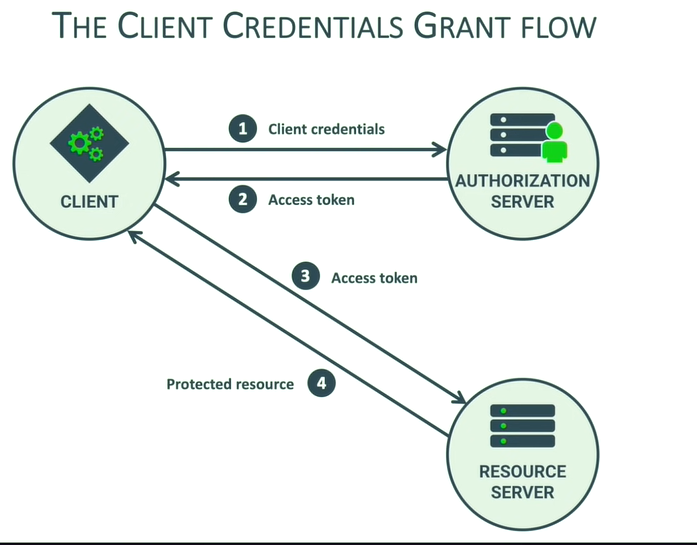 THE CLIENT CREDENTIALS GRANT FLOW
1 Client credentials
CLIENT
AUTHORIZATION
SERVER
2 Access token
3 Access token
Protected resource 4
RESOURCE
SERVER